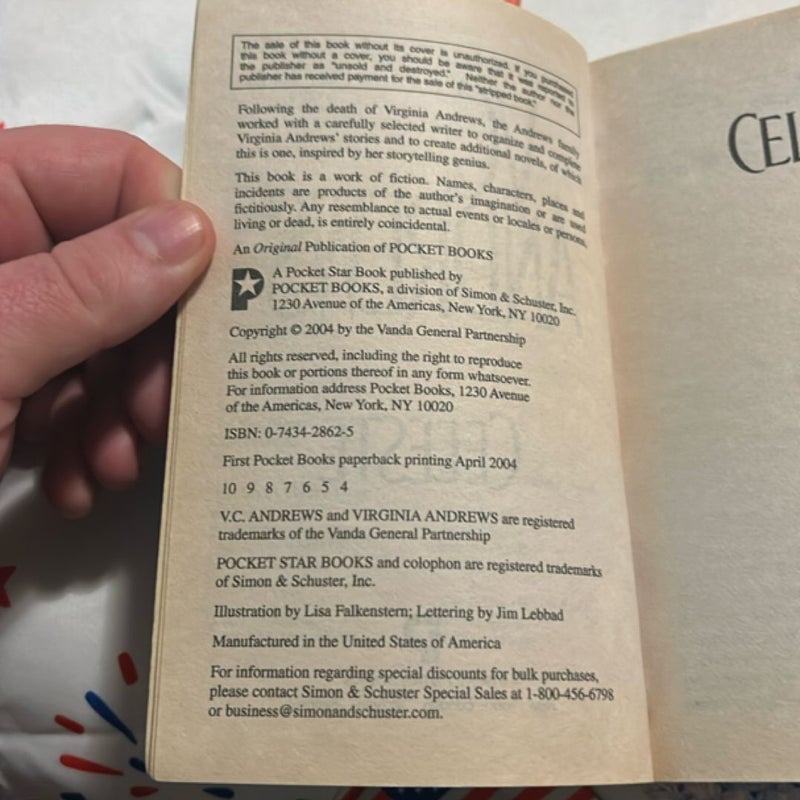 The sale of this book without its cover is unauthorized. If you purchased
this book without a cover, you should be aware that it was reported to
the publisher as "unsold and destroyed." Neither the author nor the
publisher has received payment for the sale of this "stripped book."
Following the death of Virginia Andrews, the Andrews family
worked with a carefully selected writer to organize and complete
Virginia Andrews' stories and to create additional novels, of which
this is one, inspired by her storytelling genius.
This book is a work of fiction. Names, characters, places and
incidents are products of the author's imagination or are used
fictitiously. Any resemblance to actual events or locales or persons,
living or dead, is entirely coincidental.
An Original Publication of POCKET BOOKS
A Pocket Star Book published by
POCKET BOOKS, a division of Simon & Schuster, Inc.
1230 Avenue of the Americas, New York, NY 10020
Copyright © 2004 by the Vanda General Partnership
All rights reserved, including the right to reproduce
this book or portions thereof in any form whatsoever.
For information address Pocket Books, 1230 Avenue
of the Americas, New York, NY 10020
ISBN: 0-7434-2862-5
First Pocket Books paperback printing April 2004
10 9 8 7 6 5 4
V.C. ANDREWS and VIRGINIA ANDREWS are registered
trademarks of the Vanda General Partnership
POCKET STAR BOOKS and colophon are registered trademarks
of Simon & Schuster, Inc.
Illustration by Lisa Falkenstern; Lettering by Jim Lebbad
Manufactured in the United States of America
For information regarding special discounts for bulk purchases,
please contact Simon & Schuster Special Sales at 1-800-456-6798
or business@simonandschuster.com.
CEL